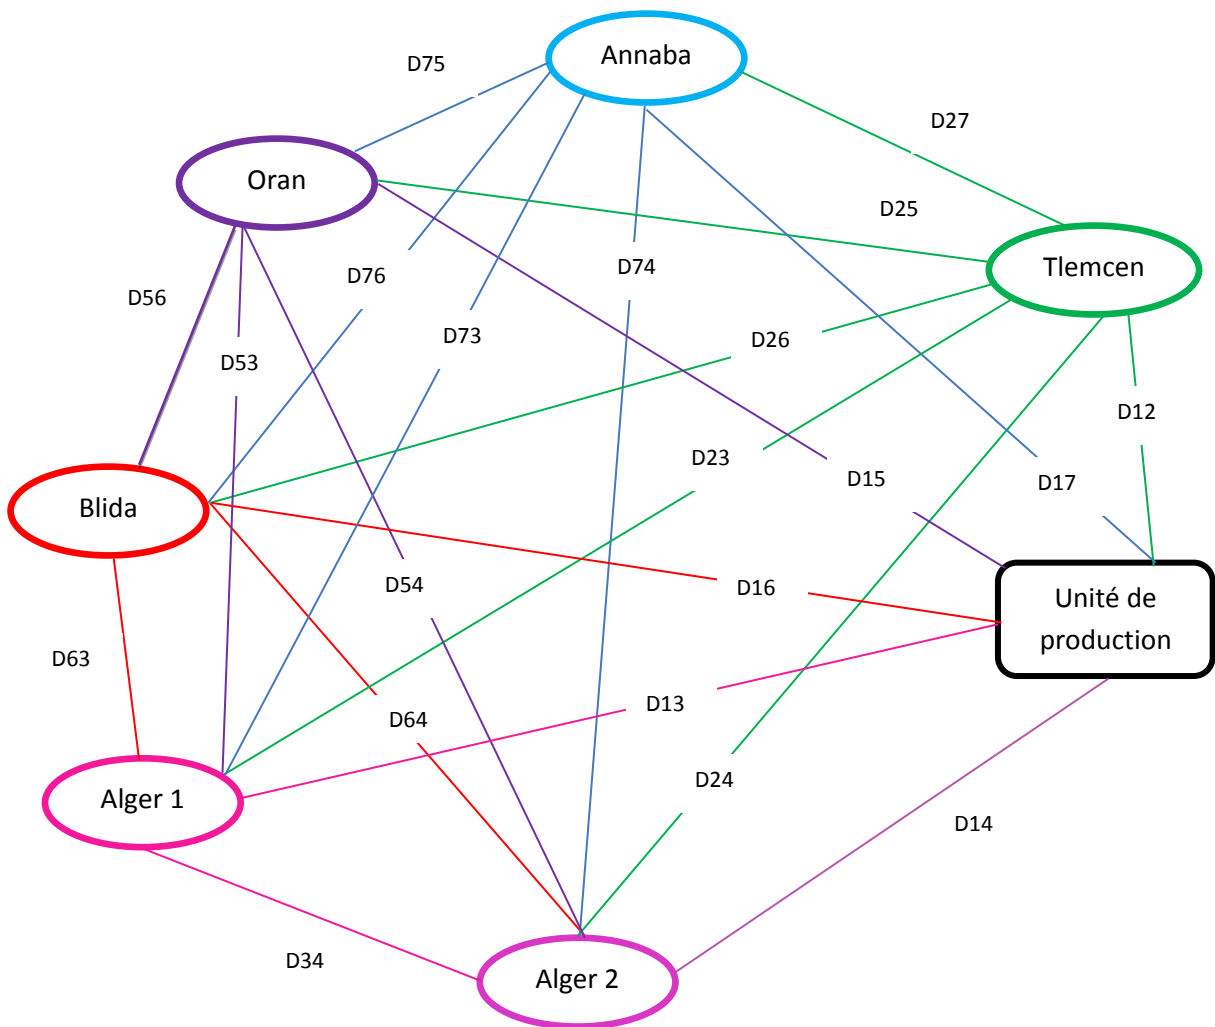 Annaba
D75
D27
Oran
D25
D76
D74
Tlemcen
D56
D73
D26
D53
D12
D23
D15
D17
Blida
D54
D16
Unité de
production
D63
D13
D64
D24
Alger 1
D14
D34
Alger 2